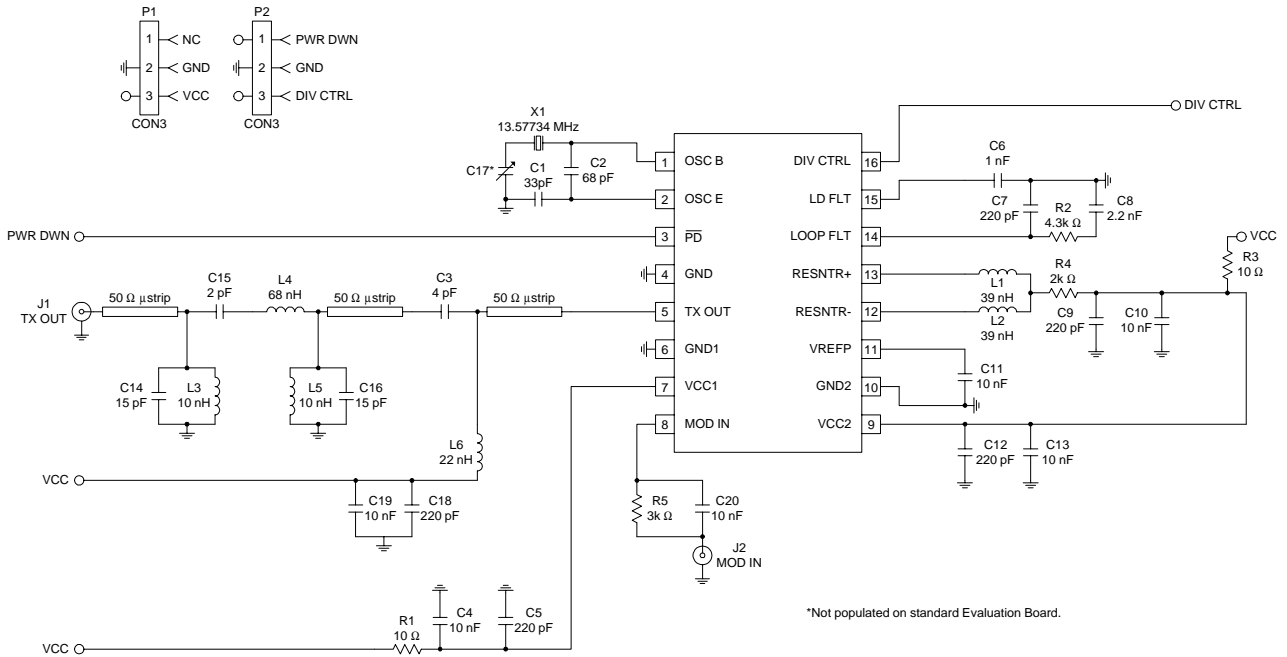 P1
1
NC
2
GND
3
VCC
CON3
P2
1
PWR DWN
2
GND
3
DIV CTRL
CON3
DIV CTRL
X1
13.57734 MHz
C17*
C1
33pF
C2
68 pF
1
OSC B
2
OSC E
3
PD
4
GND
5
TX OUT
6
GND1
7
VCC1
8
MOD IN
DIV CTRL
16
LD FLT
15
LOOP FLT
14
RESNTR+
13
RESNTR-
12
VREFP
11
GND2
10
VCC2
9
C6
1 nF
C7
220 pF
R2
4.3k Ω
C8
2.2 nF
VCC
R3
10 Ω
L1
39 nH
L2
39 nH
R4
2k Ω
C9
220 pF
C10
10 nF
C11
10 nF
C12
220 pF
C13
10 nF
PWR DWN
J1
TX OUT
50 Ω µstrip
C15
2 pF
L4
68 nH
50 Ω µstrip
C3
4 pF
50 Ω µstrip
C14
15 pF
L3
10 nH
L5
10 nH
C16
15 pF
L6
22 nH
VCC
C19
10 nF
C18
220 pF
R5
3k Ω
C20
10 nF
J2
MOD IN
VCC
R1
10 Ω
C4
10 nF
C5
220 pF
*Not populated on standard Evaluation Board.